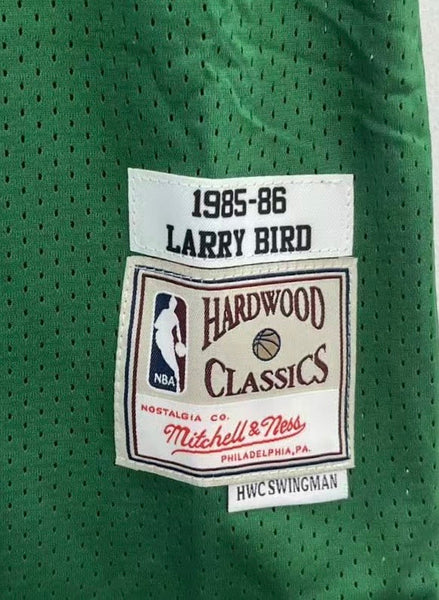 1985-86
LARRY BIRD
HARDWOOD
CLASSICS
NBA
NOSTALGIA CO.
Mitchell & Ness
PHILADELPHIA, PA.
HWC SWINGMAN